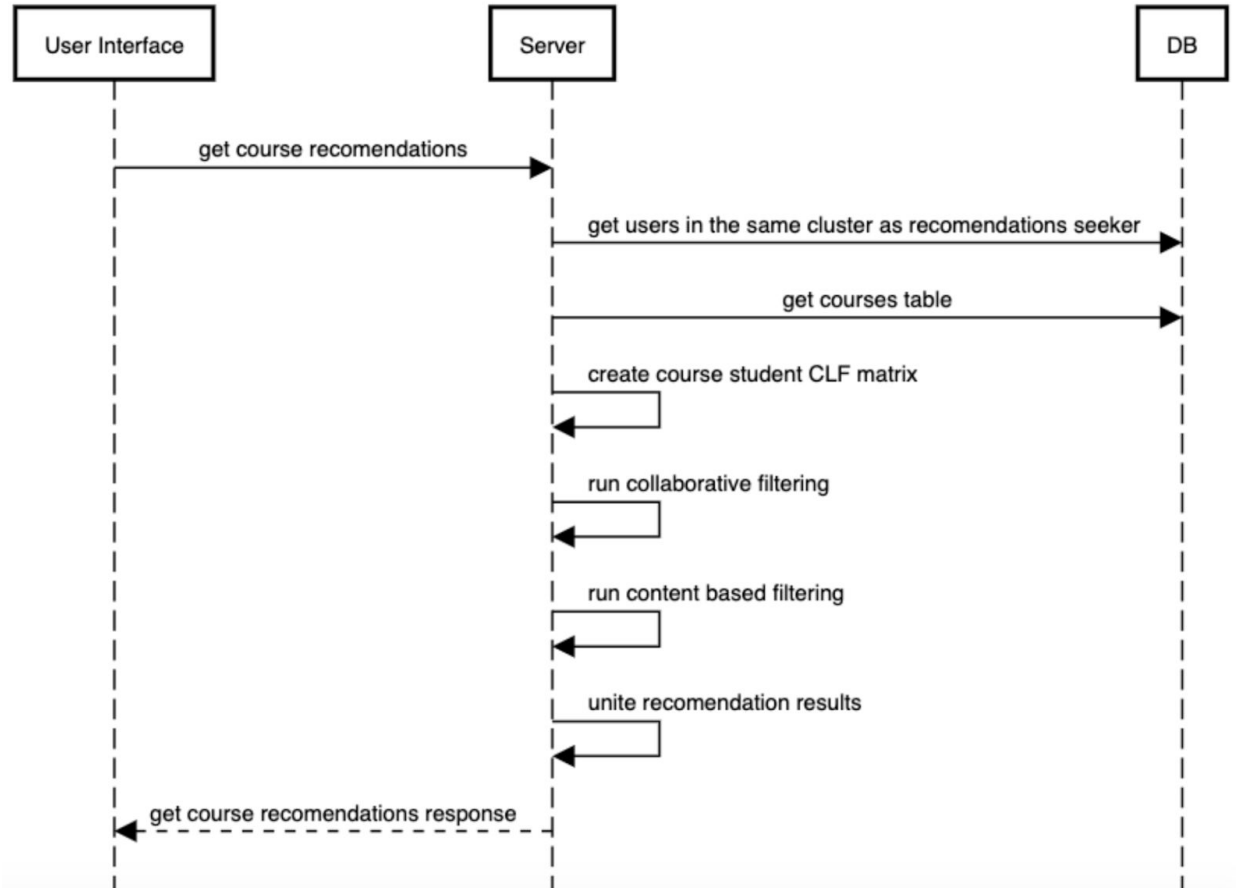 User Interface
Server
DB
get course recomendations
get users in the same cluster as recomendations seeker
get courses table
create course student CLF matrix
run collaborative filtering
run content based filtering
unite recomendation results
get course recomendations response